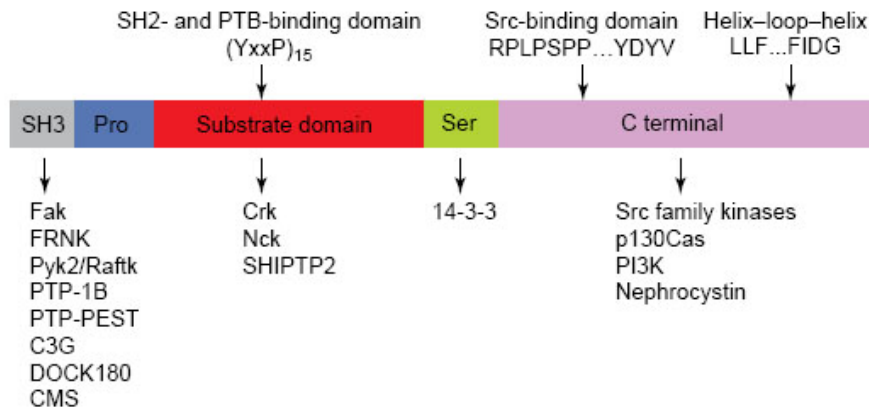 SH2- and PTB-binding domain
(YxxP)15
Src-binding domain
RPLPSPP...YDYV
Helix–loop–helix
LLF...FIDG
SH3
Pro
Substrate domain
Ser
C terminal
Fak
FRNK
Pyk2/Raftk
PTP-1B
PTP-PEST
C3G
DOCK180
CMS
Crk
Nck
SHIPTP2
14-3-3
Src family kinases
p130Cas
PI3K
Nephrocystin